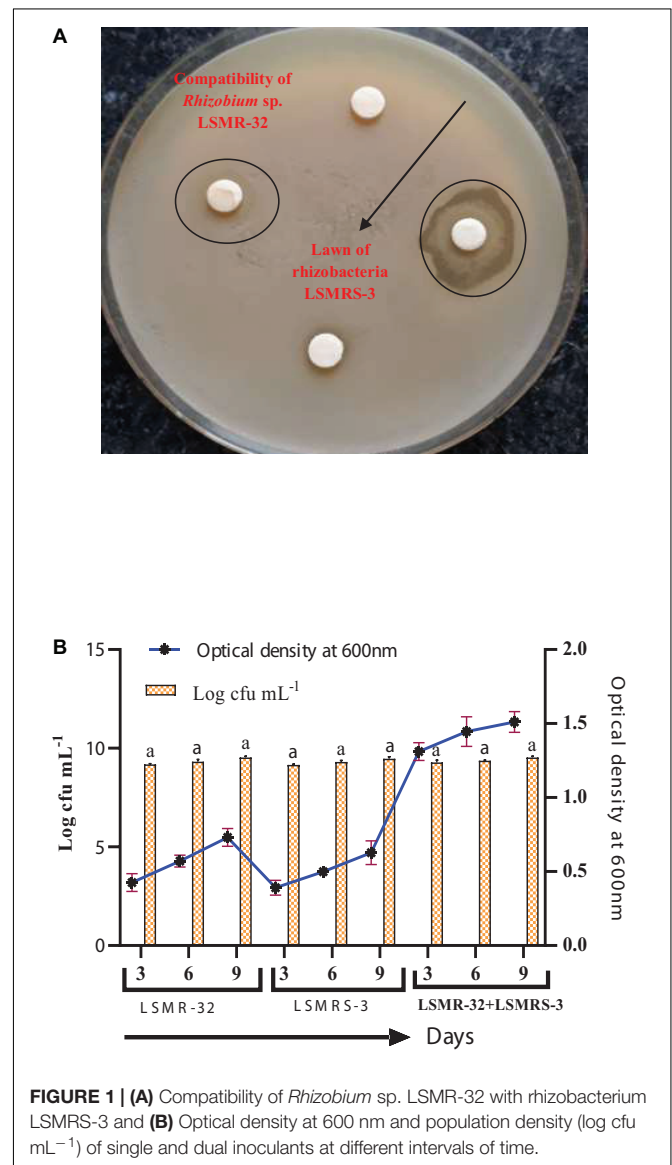 A
Compatibility of
Rhizobium sp.
LSMR-32
Lawn of
rhizobacteria
LSMRS-3
B
15
10
5
0
Log cfu mL-1
Optical density at 600nm
Log cfu mL-1
a a a a a a a a a
2.0
1.5
1.0
0.5
0.0
Optical density at 600nm
3 6 9 3 6 9 3 6 9
LSMR-32 LSMRS-3 LSMR-32+LSMRS-3
Days
FIGURE 1 | (A) Compatibility of Rhizobium sp. LSMR-32 with rhizobacterium
LSMRS-3 and (B) Optical density at 600 nm and population density (log cfu
mL−1) of single and dual inoculants at different intervals of time.